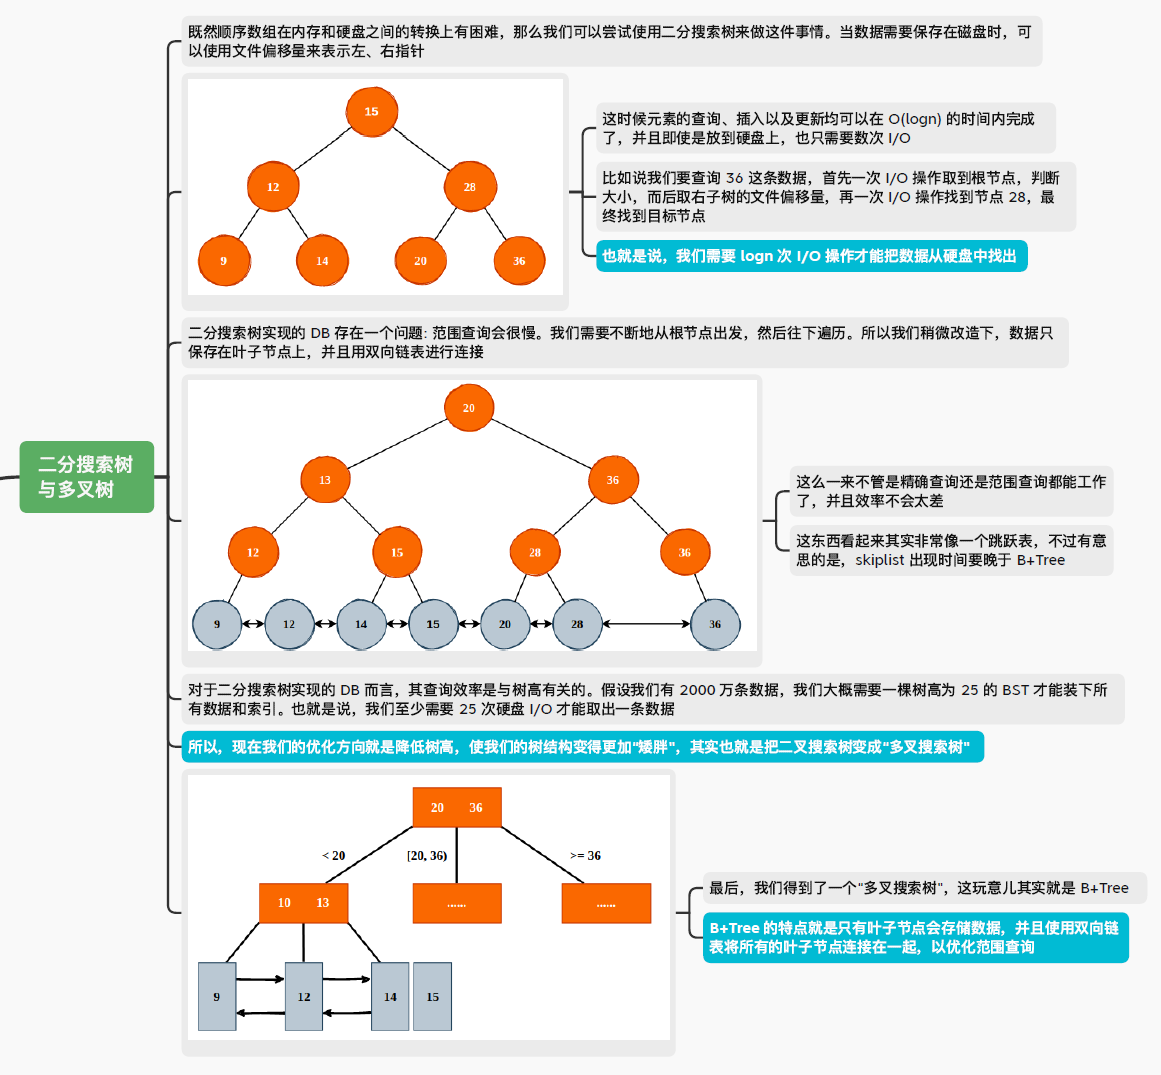 既然顺序数组在内存和硬盘之间的转换上有困难，那么我们可以尝试使用二分搜索树来做这件事情。当数据需要保存在磁盘时，可
以使用文件偏移量来表示左、右指针
15
12
28
9
14
20
36
这时候元素的查询、插入以及更新均可以在 O(logn) 的时间内完成
了，并且即使是放到硬盘上，也只需要数次 I/O
比如说我们要查询 36 这条数据，首先一次 I/O 操作取到根节点，判断
大小，而后取右子树的文件偏移量，再一次 I/O 操作找到节点 28，最
终找到目标节点
也就是说，我们需要 logn 次 I/O 操作才能把数据从硬盘中找出
二分搜索树实现的 DB 存在一个问题: 范围查询会很慢。我们需要不断地从根节点出发，然后往下遍历。所以我们稍微改造下，数据只
保存在叶子节点上，并且用双向链表进行连接
二分搜索树
与多叉树
20
13
36
12
15
28
36
9
12
14
15
20
28
36
这么一来不管是精确查询还是范围查询都能工作
了，并且效率不会太差
这东西看起来其实非常像一个跳跃表，不过有意
思的是，skiplist 出现时间要晚于 B+Tree
对于二分搜索树实现的 DB 而言，其查询效率是与树高有关的。假设我们有 2000 万条数据，我们大概需要一棵树高为 25 的 BST 才能装下所
有数据和索引。也就是说，我们至少需要 25 次硬盘 I/O 才能取出一条数据
所以，现在我们的优化方向就是降低树高，使我们的树结构变得更加"矮胖"，其实也就是把二叉搜索树变成"多叉搜索树"
20 36
< 20
[20, 36)
>= 36
10 13
......
......
9
12
14
15
最后，我们得到了一个"多叉搜索树"，这玩意儿其实就是 B+Tree
B+Tree 的特点就是只有叶子节点会存储数据，并且使用双向链
表将所有的叶子节点连接在一起，以优化范围查询